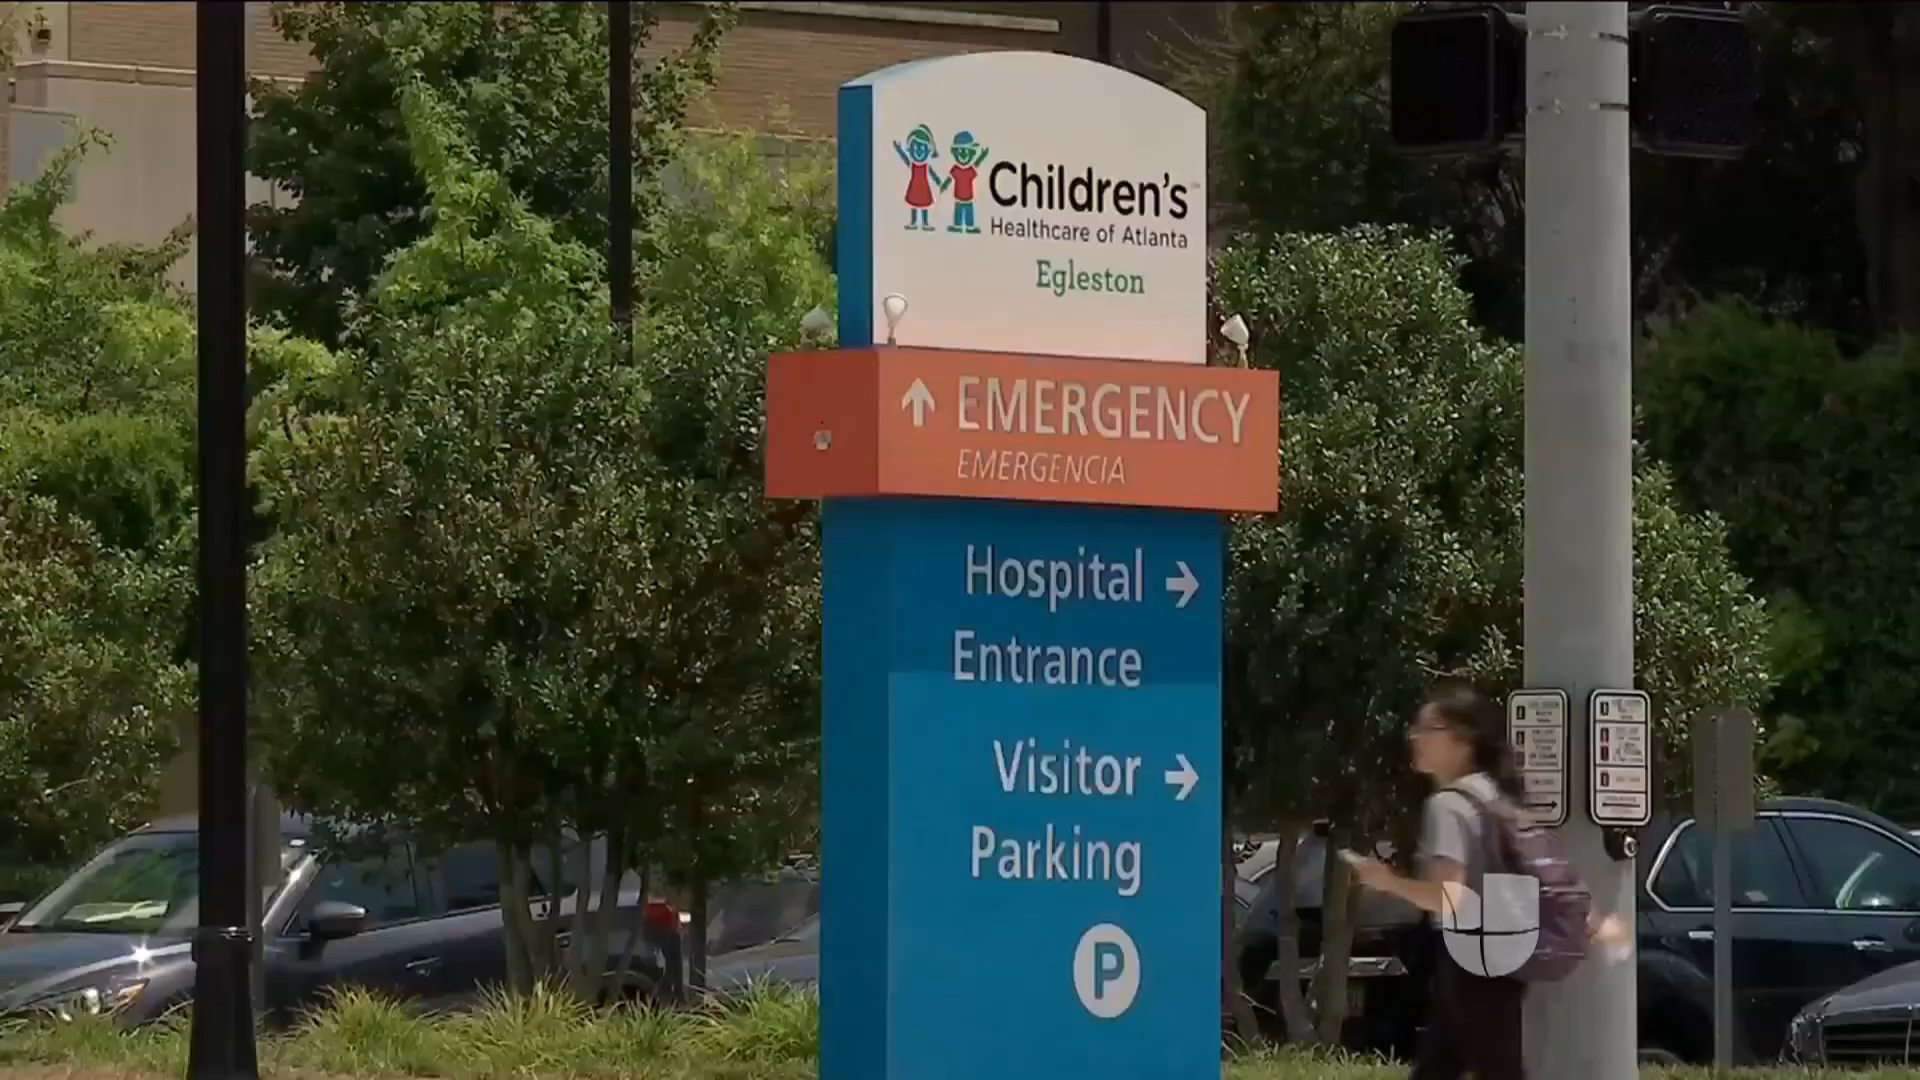 Children's
Healthcare of Atlanta
Egleston
EMERGENCY
EMERGENCIA
Hospital
Entrance
Visitor
Parking
P